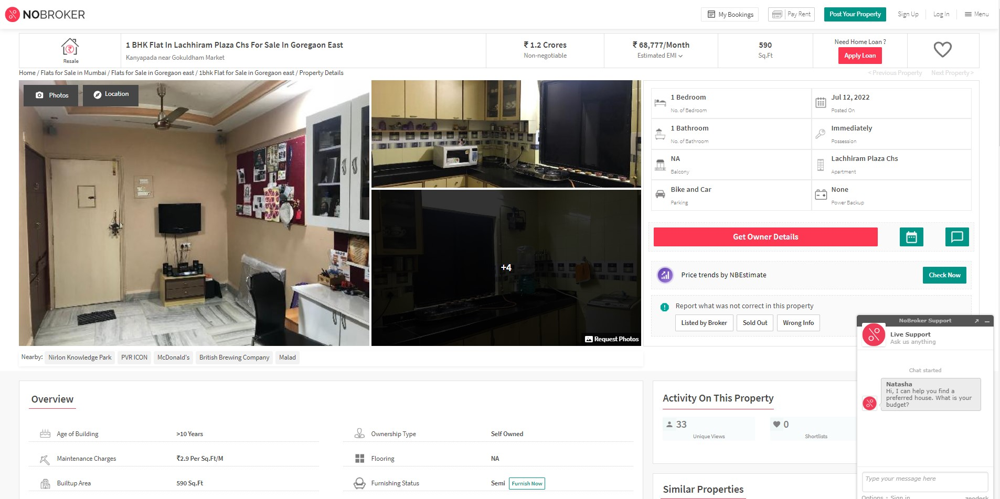 NOBROKER
My Bookings
Pay Rent
Post Your Property
Sign Up
Log In
Menu
Resale
1 BHK Flat In Lachhiram Plaza Chs For Sale In Goregaon East
Kanyapada near Gokuldham Market
₹ 1.2 Crores
Non-negotiable
₹ 68,777/Month
Estimated EMI
590
Sq.Ft
Need Home Loan ?
Apply Loan
Home / Flats for Sale in Mumbai / Flats for Sale in Goregaon east / 1bhk Flat for Sale in Goregaon east / Property Details
< Previous Property
Next Property >
Photos
Location
+4
Request Photos
1 Bedroom
No. of Bedroom
Jul 12, 2022
Posted On
1 Bathroom
No. of Bathroom
Immediately
Possession
NA
Balcony
Lachhiram Plaza Chs
Apartment
Bike and Car
Parking
None
Power Backup
Get Owner Details
Price trends by NBEstimate
Check Now
Report what was not correct in this property
Listed by Broker
Sold Out
Wrong Info
Nearby: Nirlon Knowledge Park PVR ICON McDonald's British Brewing Company Malad
Overview
Age of Building >10 Years
Ownership Type Self Owned
Maintenance Charges ₹2.9 Per Sq.Ft/M
Flooring NA
Builtup Area 590 Sq.Ft
Furnishing Status Semi Furnish Now
Activity On This Property
33
Unique Views
0
Shortlists
Similar Properties
NoBroker Support
Live Support
Ask us anything
Chat started
Natasha
Hi, I can help you find a
preferred house. What is your
budget?
Type your message here
Options • Sign in
zendesk